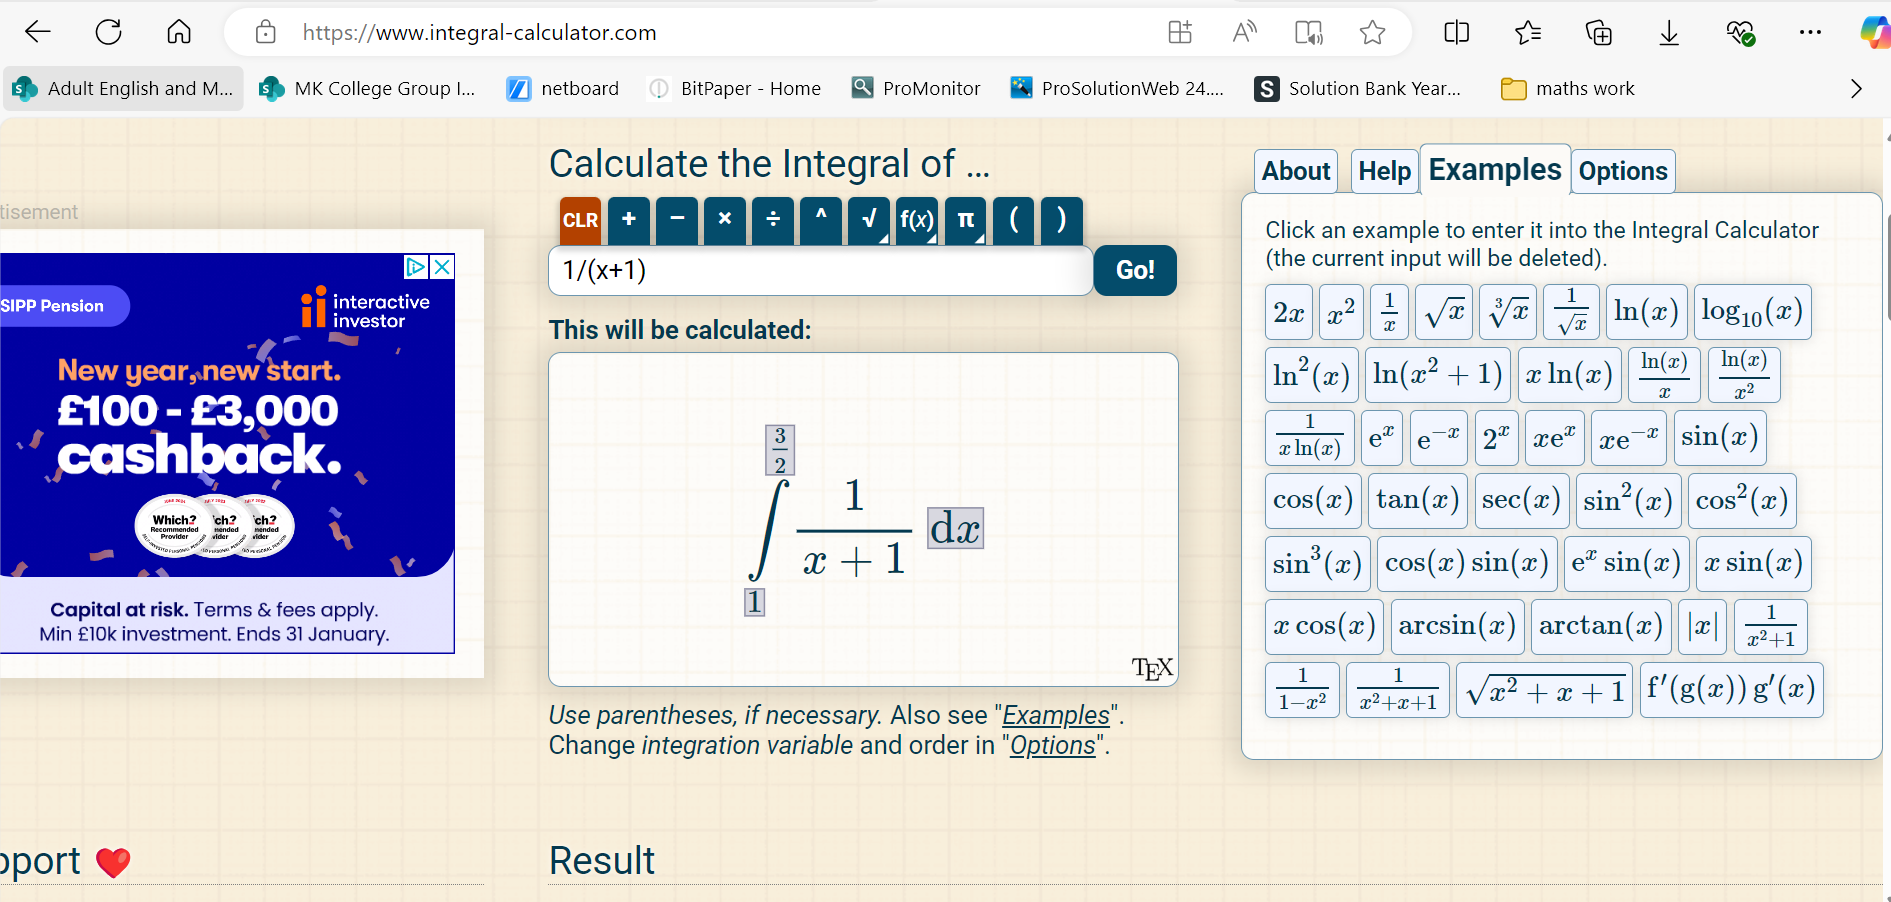 https://www.integral-calculator.com
Adult English and M...
MK College Group I...
netboard
BitPaper - Home
ProMonitor
ProSolutionWeb 24....
S Solution Bank Year...
maths work
tisement
SIPP Pension
interactive
investor
New year, new start.
£100 - £3,000
cashback.
Which?
Recommended
Provider
Capital at risk. Terms & fees apply.
Min £10k investment. Ends 31 January.
pport
Calculate the Integral of ...
CLR + − × ÷ ^ √ f(x) π ( )
1/(x+1) Go!
This will be calculated:
∫_1^{3/2} 1/(x + 1) dx
TEX
Use parentheses, if necessary. Also see "Examples".
Change integration variable and order in "Options".
Result
About Help Examples Options
Click an example to enter it into the Integral Calculator
(the current input will be deleted).
2x x² 1/x √x ∛x 1/√x ln(x) log₁₀(x)
ln²(x) ln(x² + 1) x ln(x) ln(x)/x ln(x)/x²
1/(x ln(x)) eˣ e⁻ˣ 2ˣ xeˣ xe⁻ˣ sin(x)
cos(x) tan(x) sec(x) sin²(x) cos²(x)
sin³(x) cos(x) sin(x) eˣ sin(x) x sin(x)
x cos(x) arcsin(x) arctan(x) |x| 1/(x²+1)
1/(1−x²) 1/(x²+x+1) √(x² + x + 1) f′(g(x)) g′(x)